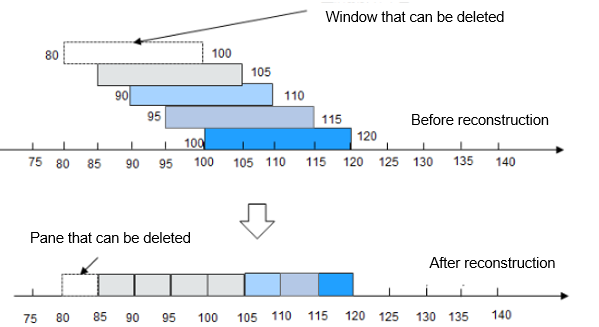 Window that can be deleted
80
100
105
90
110
95
115
Before reconstruction
100
120
75 80 85 90 95 100 105 110 115 120 125 130 135 140
Pane that can be deleted
After reconstruction
75 80 85 90 95 100 105 110 115 120 125 130 135 140